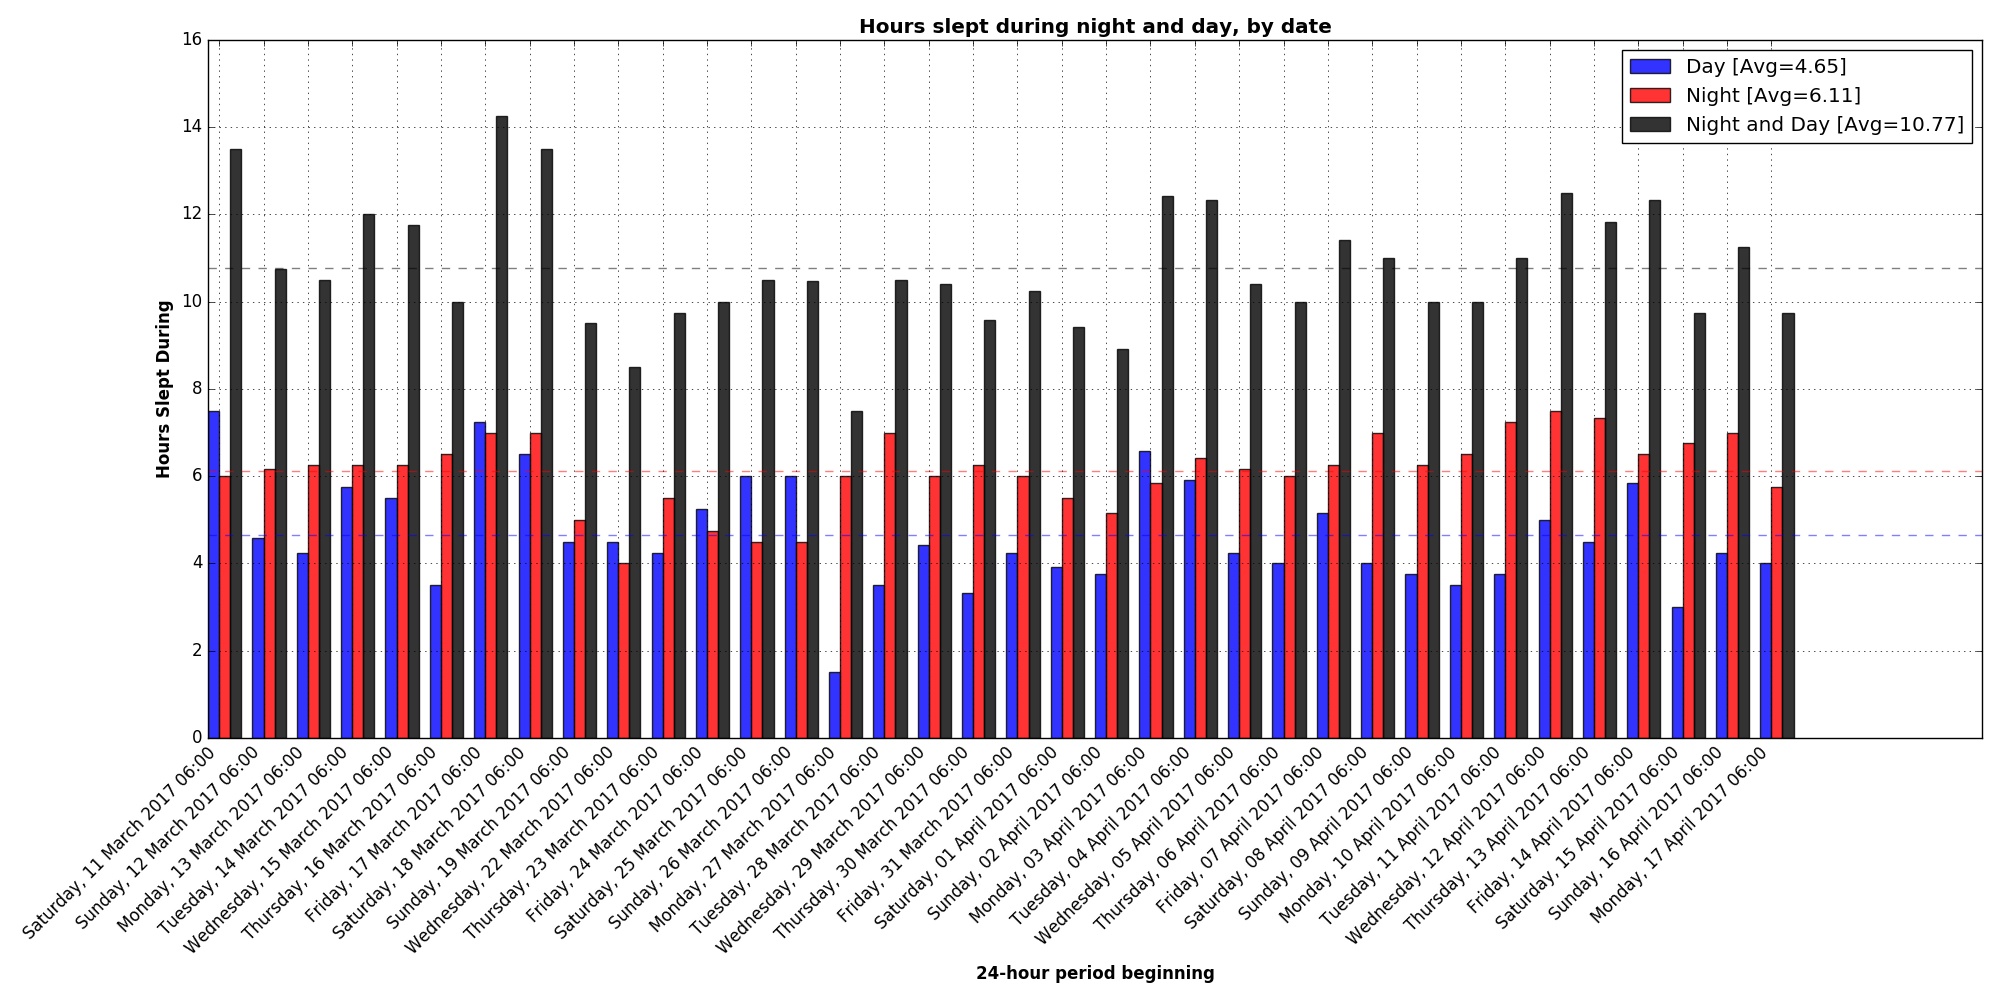 Hours slept during night and day, by date
Day [Avg=4.65]
Night [Avg=6.11]
Night and Day [Avg=10.77]
16
14
12
10
8
6
4
2
0
Hours Slept During
Saturday, 11 March 2017 06:00
Sunday, 12 March 2017 06:00
Monday, 13 March 2017 06:00
Tuesday, 14 March 2017 06:00
Wednesday, 15 March 2017 06:00
Thursday, 16 March 2017 06:00
Friday, 17 March 2017 06:00
Saturday, 18 March 2017 06:00
Sunday, 19 March 2017 06:00
Wednesday, 22 March 2017 06:00
Thursday, 23 March 2017 06:00
Friday, 24 March 2017 06:00
Saturday, 25 March 2017 06:00
Sunday, 26 March 2017 06:00
Monday, 27 March 2017 06:00
Tuesday, 28 March 2017 06:00
Wednesday, 29 March 2017 06:00
Thursday, 30 March 2017 06:00
Friday, 31 March 2017 06:00
Saturday, 01 April 2017 06:00
Sunday, 02 April 2017 06:00
Monday, 03 April 2017 06:00
Tuesday, 04 April 2017 06:00
Wednesday, 05 April 2017 06:00
Thursday, 06 April 2017 06:00
Friday, 07 April 2017 06:00
Saturday, 08 April 2017 06:00
Sunday, 09 April 2017 06:00
Monday, 10 April 2017 06:00
Tuesday, 11 April 2017 06:00
Wednesday, 12 April 2017 06:00
Thursday, 13 April 2017 06:00
Friday, 14 April 2017 06:00
Saturday, 15 April 2017 06:00
Sunday, 16 April 2017 06:00
Monday, 17 April 2017 06:00
24-hour period beginning